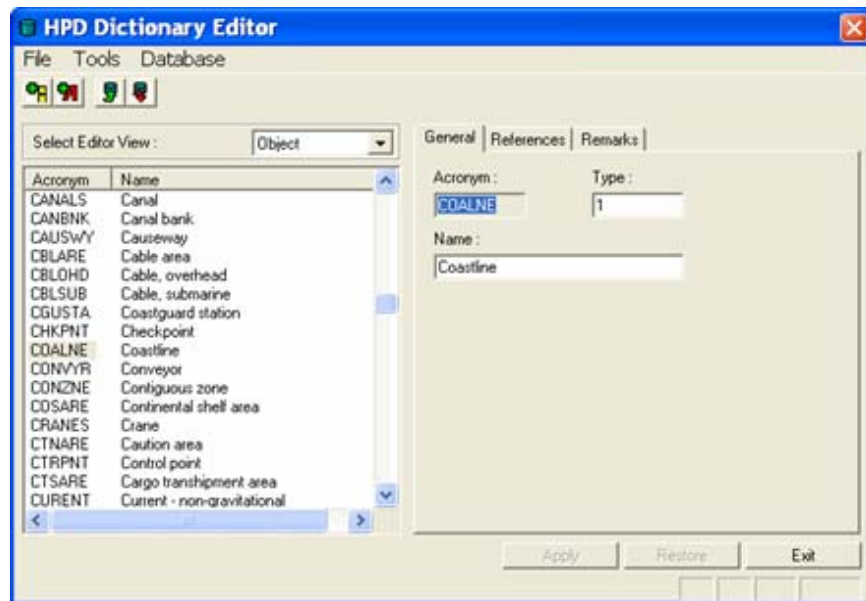 HPD Dictionary Editor
File Tools Database
Select Editor View : Object
Acronym Name
CANALS Canal
CANBNK Canal bank
CAUSWY Causeway
CBLARE Cable area
CBLOHD Cable, overhead
CBLSUB Cable, submarine
CGUSTA Coastguard station
CHKPNT Checkpoint
COALNE Coastline
CONVYR Conveyor
CONZNE Contiguous zone
COSARE Continental shelf area
CRANES Crane
CTNARE Caution area
CTRPNT Control point
CTSARE Cargo transhipment area
CURENT Current - non-gravitational
General References Remarks
Acronym : Type :
COALNE 1
Name :
Coastline
Apply Restore Exit